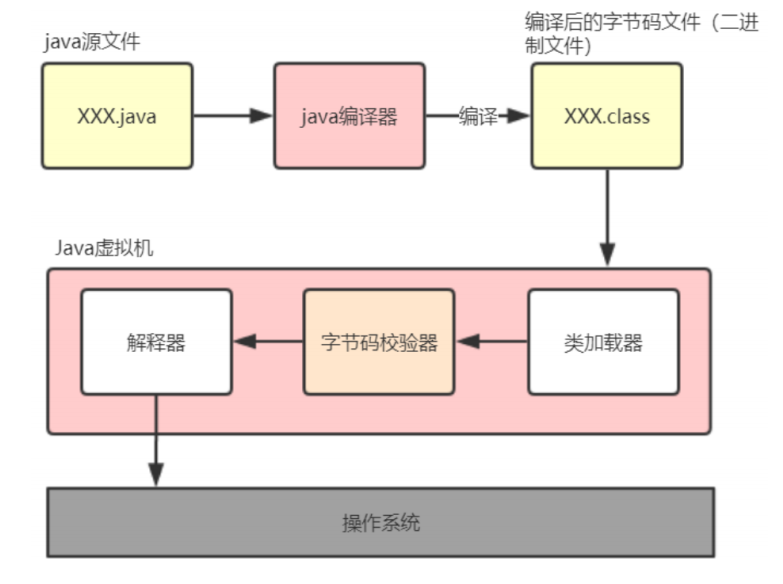 java源文件
编译后的字节码文件（二进
制文件）
XXX.java
java编译器
编译
XXX.class
Java虚拟机
解释器
字节码校验器
类加载器
操作系统